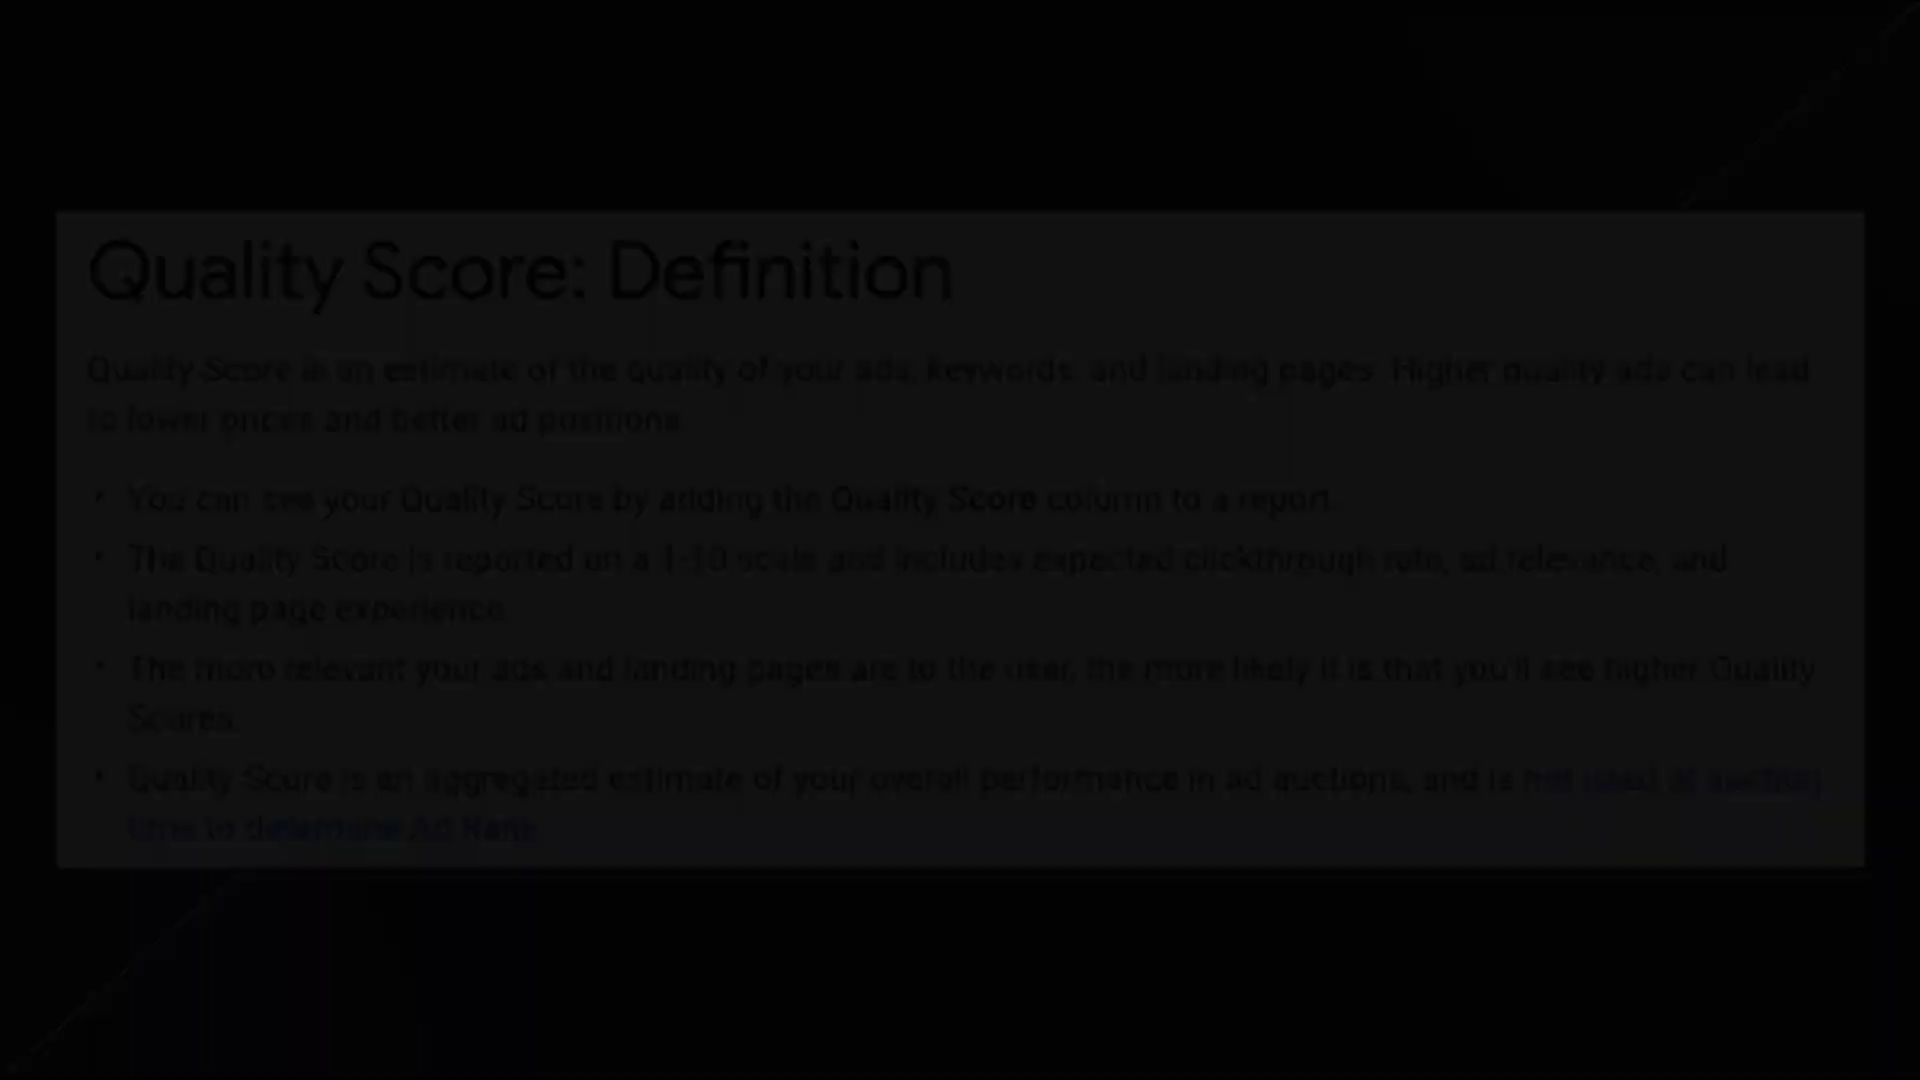 Quality Score: Definition
Quality Score is an estimate of the quality of your ads, keywords, and landing pages. Higher quality ads can lead
to lower prices and better ad positions.
• You can see your Quality Score by adding the Quality Score column to a report.
• The Quality Score is reported on a 1-10 scale and includes expected clickthrough rate, ad relevance, and
landing page experience.
• The more relevant your ads and landing pages are to the user, the more likely it is that you'll see higher Quality
Scores.
• Quality Score is an aggregated estimate of your overall performance in ad auctions, and is not used at auction
time to determine Ad Rank.